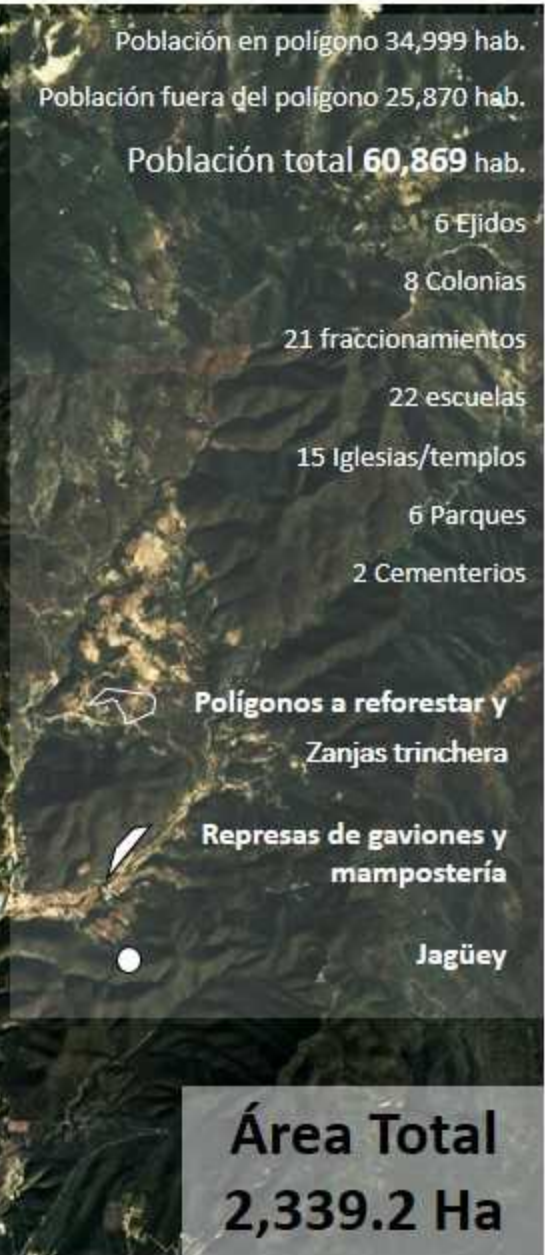 Población en polígono 34,999 hab.
Población fuera del polígono 25,870 hab.
Población total 60,869 hab.
6 Ejidos
8 Colonias
21 fraccionamientos
22 escuelas
15 Iglesias/templos
6 Parques
2 Cementerios
Polígonos a reforestar y
Zanjas trinchera
Represas de gaviones y
mampostería
Jagüey
Área Total
2,339.2 Ha